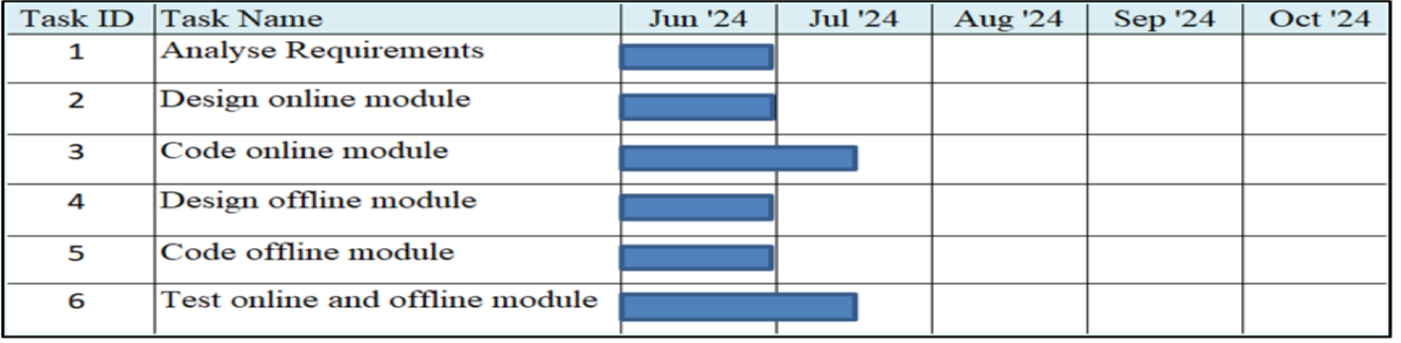 Task ID Task Name Jun '24 Jul '24 Aug '24 Sep '24 Oct '24
1 Analyse Requirements
2 Design online module
3 Code online module
4 Design offline module
5 Code offline module
6 Test online and offline module